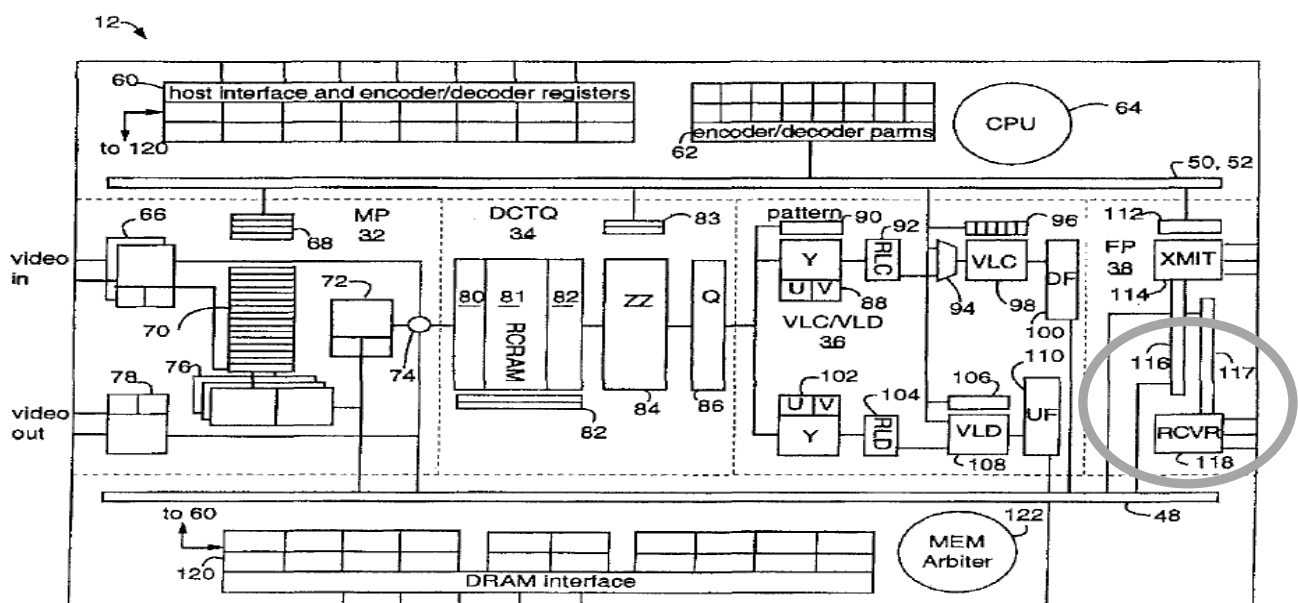 12
60
host interface and encoder/decoder registers
to 120
62
encoder/decoder parms
CPU
64
50, 52
66
68
MP
32
DCTQ
34
83
pattern
90
92
96
112
video
in
70
72
74
76
78
80
81
82
RCRAM
ZZ
Q
Y
U V
88
RLC
94
VLC
98
DF
100
FP
38
XMIT
114
VLC/VLD
36
116
117
110
video
out
82
84
86
102
U V
Y
104
RLD
106
VLD
108
UF
RCVR
118
48
to 60
120
DRAM interface
MEM
Arbiter
122